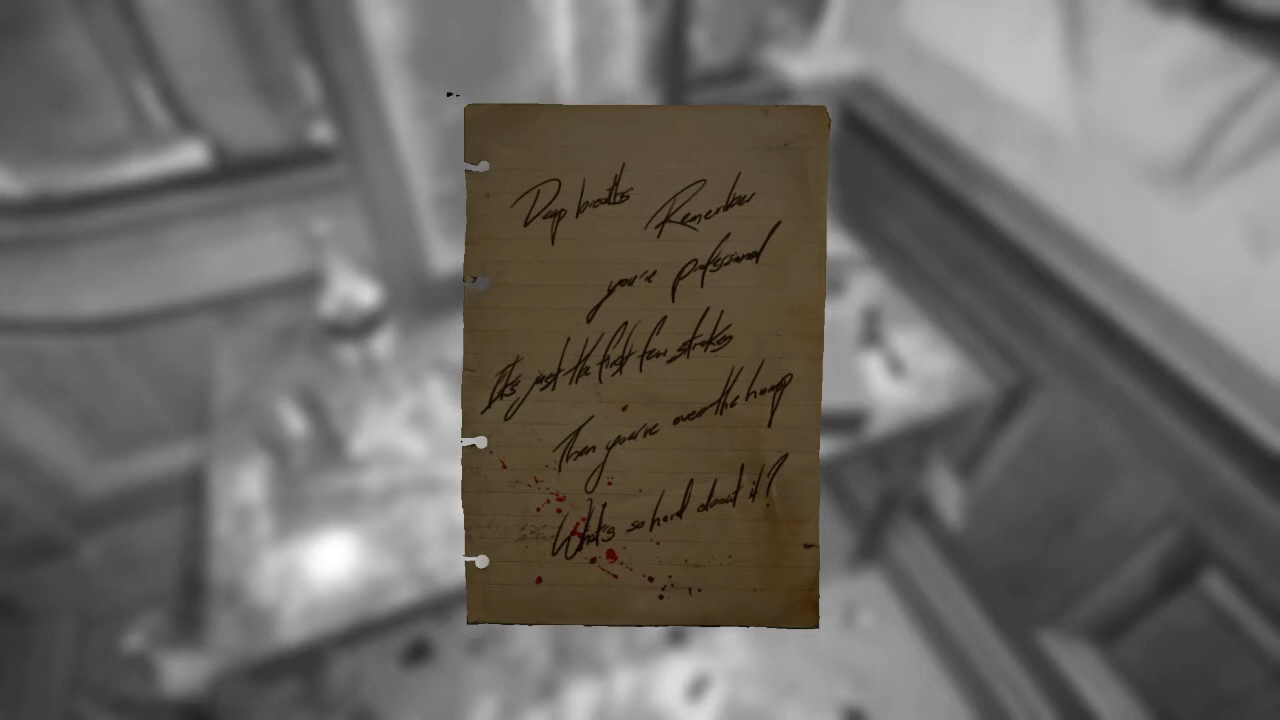 Deep breaths Remember
you're professional
It's just the first few strokes
Then you're over the hump
What's so hard about it?